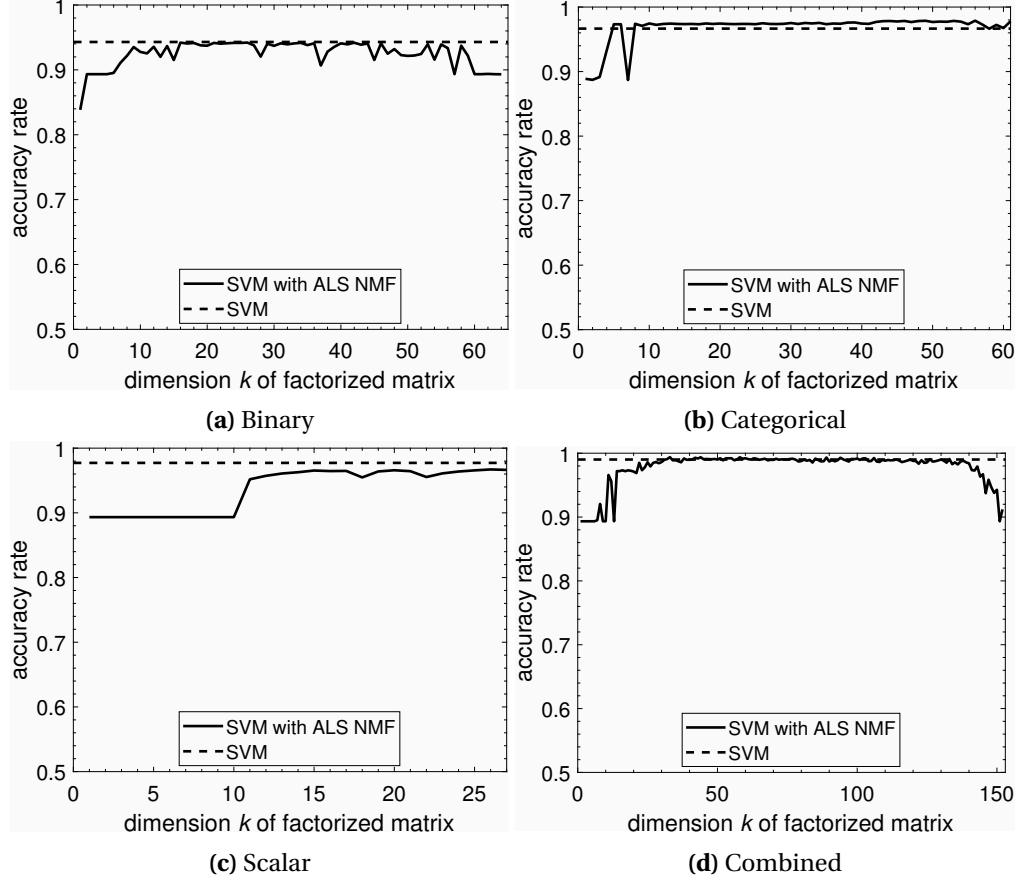 1
0.9
0.8
0.7
0.6
0.5
accuracy rate
SVM with ALS NMF
SVM
0 10 20 30 40 50 60
dimension k of factorized matrix
(a) Binary
1
0.9
0.8
0.7
0.6
0.5
accuracy rate
SVM with ALS NMF
SVM
0 10 20 30 40 50 60
dimension k of factorized matrix
(b) Categorical
1
0.9
0.8
0.7
0.6
0.5
accuracy rate
SVM with ALS NMF
SVM
0 5 10 15 20 25
dimension k of factorized matrix
(c) Scalar
1
0.9
0.8
0.7
0.6
0.5
accuracy rate
SVM with ALS NMF
SVM
0 50 100 150
dimension k of factorized matrix
(d) Combined